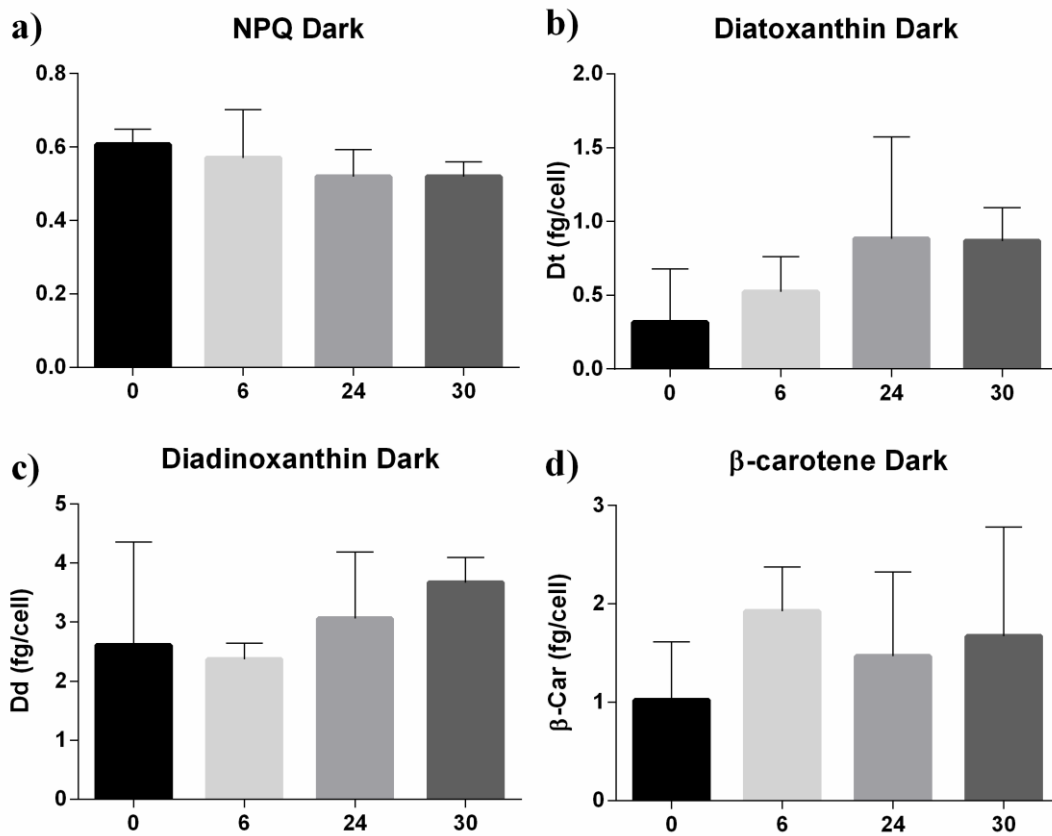 a)
NPQ Dark
0.8
0.6
0.4
0.2
0.0
0 6 24 30
b)
Diatoxanthin Dark
Dt (fg/cell)
2.0
1.5
1.0
0.5
0.0
0 6 24 30
c)
Diadinoxanthin Dark
Dd (fg/cell)
5
4
3
2
1
0
0 6 24 30
d)
β-carotene Dark
β-Car (fg/cell)
3
2
1
0
0 6 24 30